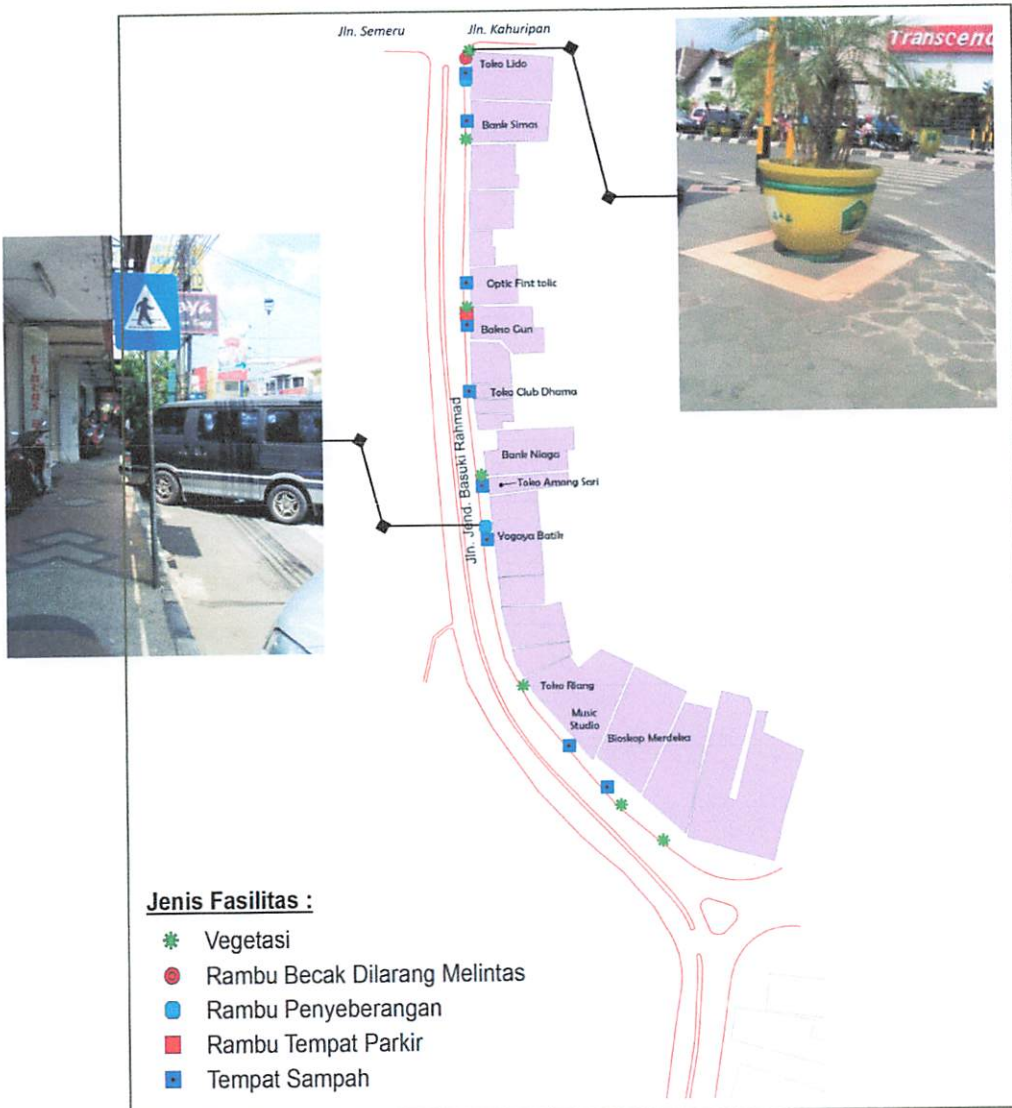 Jln. Semeru
Jln. Kahuripan
Transcend
Toko Lido
Bank Simas
Optic First tolic
Bakso Gun
Toko Club Dhama
Jln. Jend. Basuki Rahmad
Bank Niaga
Toko Amang Sari
Yogaya Batik
Toko Riang
Music
Studio
Bioskop Merdeka
Jenis Fasilitas :
Vegetasi
Rambu Becak Dilarang Melintas
Rambu Penyeberangan
Rambu Tempat Parkir
Tempat Sampah